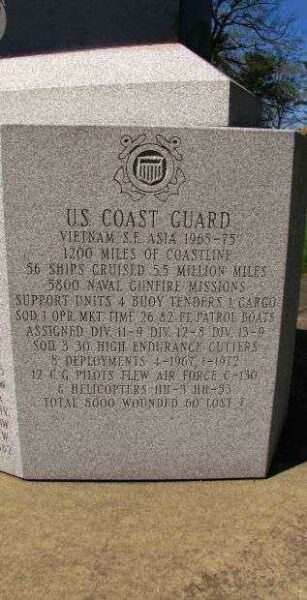 U.S. COAST GUARD
VIETNAM S.E. ASIA 1965-75
1200 MILES OF COASTLINE
56 SHIPS CRUISED 5.5 MILLION MILES
5800 NAVAL GUNFIRE MISSIONS
SUPPORT UNITS 4 BUOY TENDERS 1 CARGO
SQD. 1 OPR. MKT. TIME 26 82 FT. PATROL BOATS
ASSIGNED DIV. 11-9 DIV. 12-8 DIV. 13-9
SQD. 3 30 HIGH ENDURANCE CUTTERS
8 DEPLOYMENTS 4-1967 1-1972
12 C.G. PILOTS FLEW AIR FORCE C-130
& HELICOPTERS HH-3 HH-53
TOTAL 8000 WOUNDED 60 LOST 7